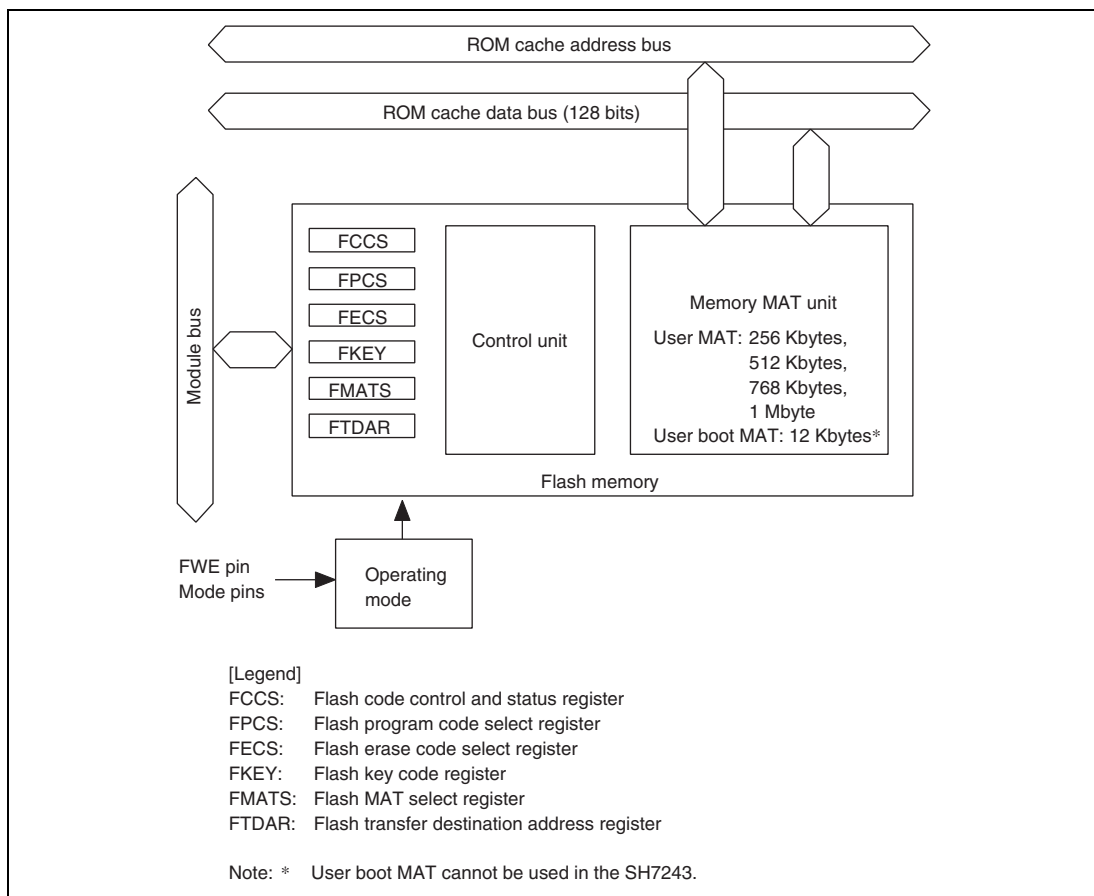 ROM cache address bus
ROM cache data bus (128 bits)
Module bus
FCCS
FPCS
FECS
FKEY
FMATS
FTDAR
Control unit
Memory MAT unit
User MAT: 256 Kbytes,
512 Kbytes,
768 Kbytes,
1 Mbyte
User boot MAT: 12 Kbytes*
Flash memory
FWE pin
Mode pins
Operating
mode
[Legend]
FCCS: Flash code control and status register
FPCS: Flash program code select register
FECS: Flash erase code select register
FKEY: Flash key code register
FMATS: Flash MAT select register
FTDAR: Flash transfer destination address register
Note: * User boot MAT cannot be used in the SH7243.